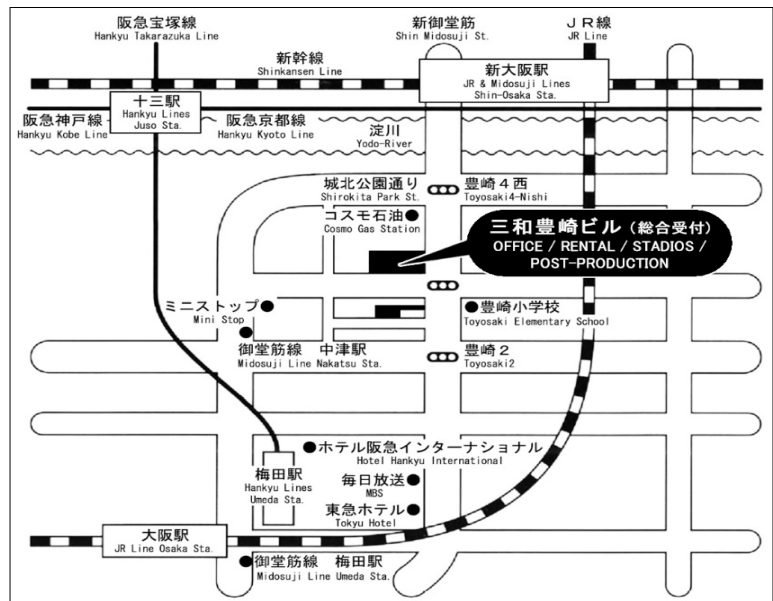 阪急宝塚線
Hankyu Takarazuka Line
新御堂筋
Shin Midosuji St.
JR線
JR Line
新幹線
Shinkansen Line
新大阪駅
JR & Midosuji Lines
Shin-Osaka Sta.
十三駅
Hankyu Lines
Juso Sta.
阪急神戸線
Hankyu Kobe Line
阪急京都線
Hankyu Kyoto Line
淀川
Yodo-River
城北公園通り
Shirokita Park St.
豊崎4西
Toyosaki4-Nishi
コスモ石油
Cosmo Gas Station
三和豊崎ビル(総合受付)
OFFICE / RENTAL / STADIOS /
POST-PRODUCTION
ミニストップ
Mini Stop
豊崎小学校
Toyosaki Elementary School
御堂筋線 中津駅
Midosuji Line Nakatsu Sta.
豊崎2
Toyosaki2
ホテル阪急インターナショナル
Hotel Hankyu International
梅田駅
Hankyu Lines
Umeda Sta.
毎日放送
MBS
東急ホテル
Tokyu Hotel
大阪駅
JR Line Osaka Sta.
御堂筋線 梅田駅
Midosuji Line Umeda Sta.